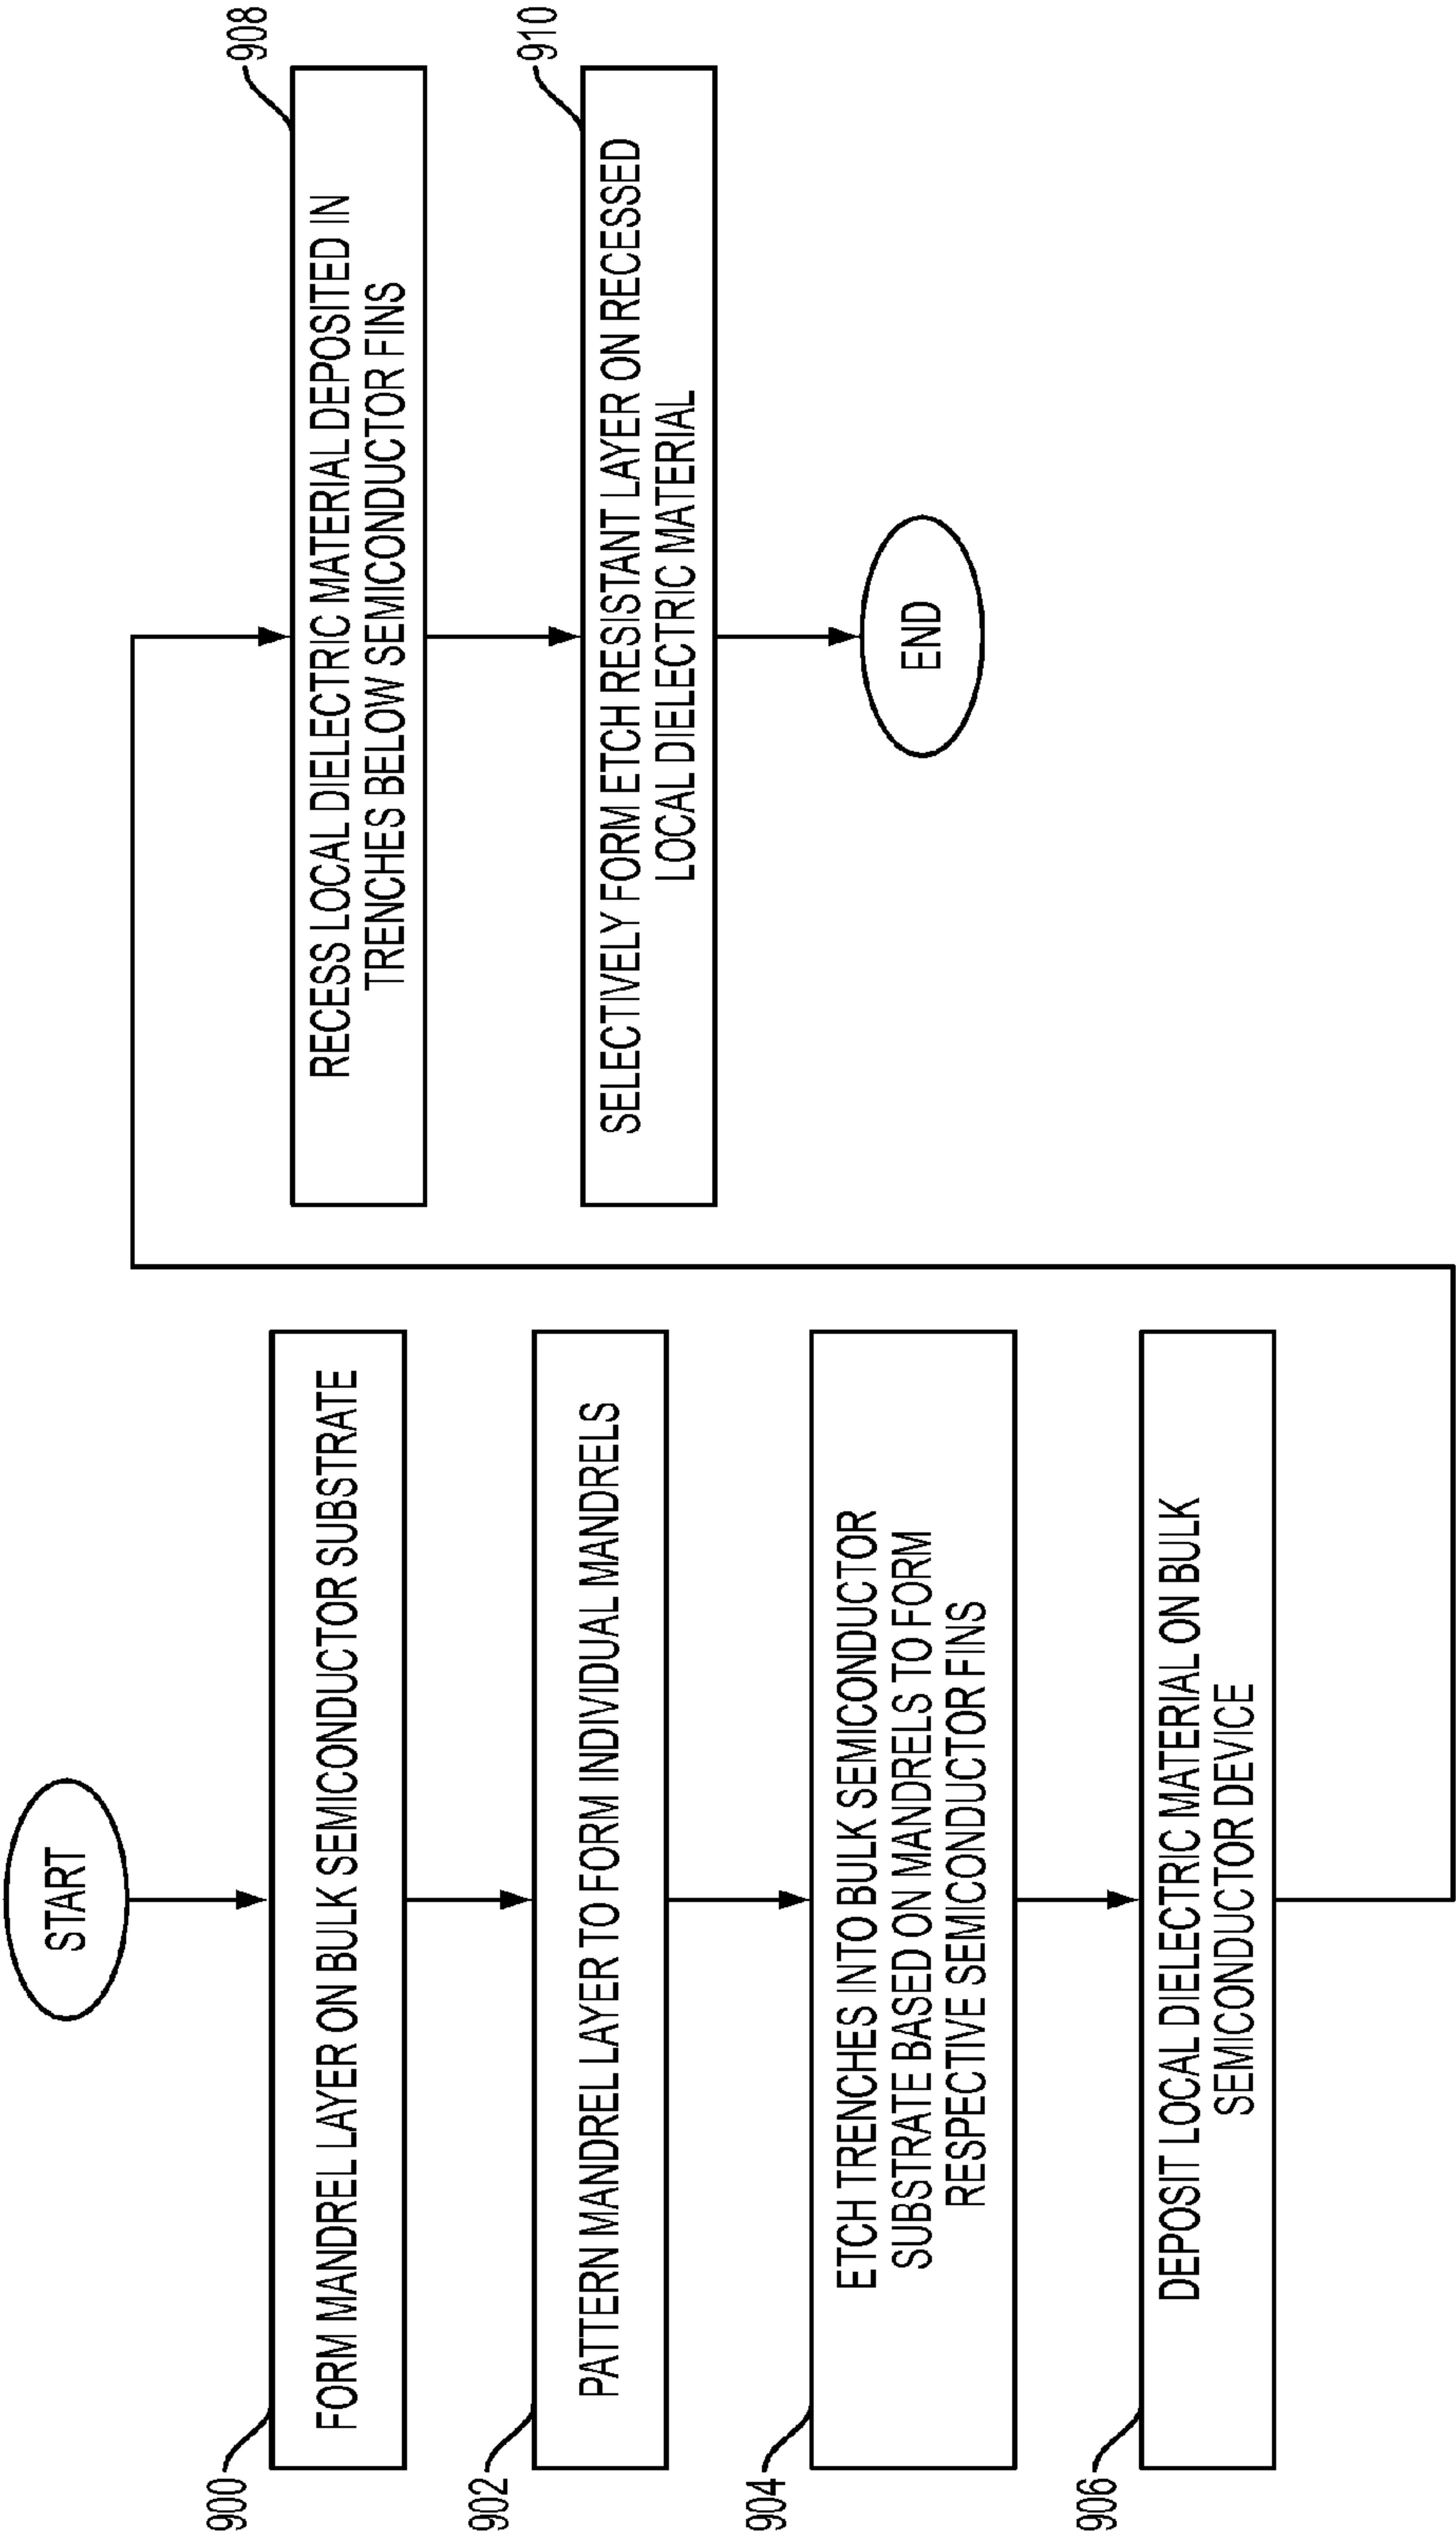 START
900
FORM MANDREL LAYER ON BULK SEMICONDUCTOR SUBSTRATE
902
PATTERN MANDREL LAYER TO FORM INDIVIDUAL MANDRELS
904
ETCH TRENCHES INTO BULK SEMICONDUCTOR
SUBSTRATE BASED ON MANDRELS TO FORM
RESPECTIVE SEMICONDUCTOR FINS
906
DEPOSIT LOCAL DIELECTRIC MATERIAL ON BULK
SEMICONDUCTOR DEVICE
908
RECESS LOCAL DIELECTRIC MATERIAL DEPOSITED IN
TRENCHES BELOW SEMICONDUCTOR FINS
910
SELECTIVELY FORM ETCH RESISTANT LAYER ON RECESSED
LOCAL DIELECTRIC MATERIAL
END